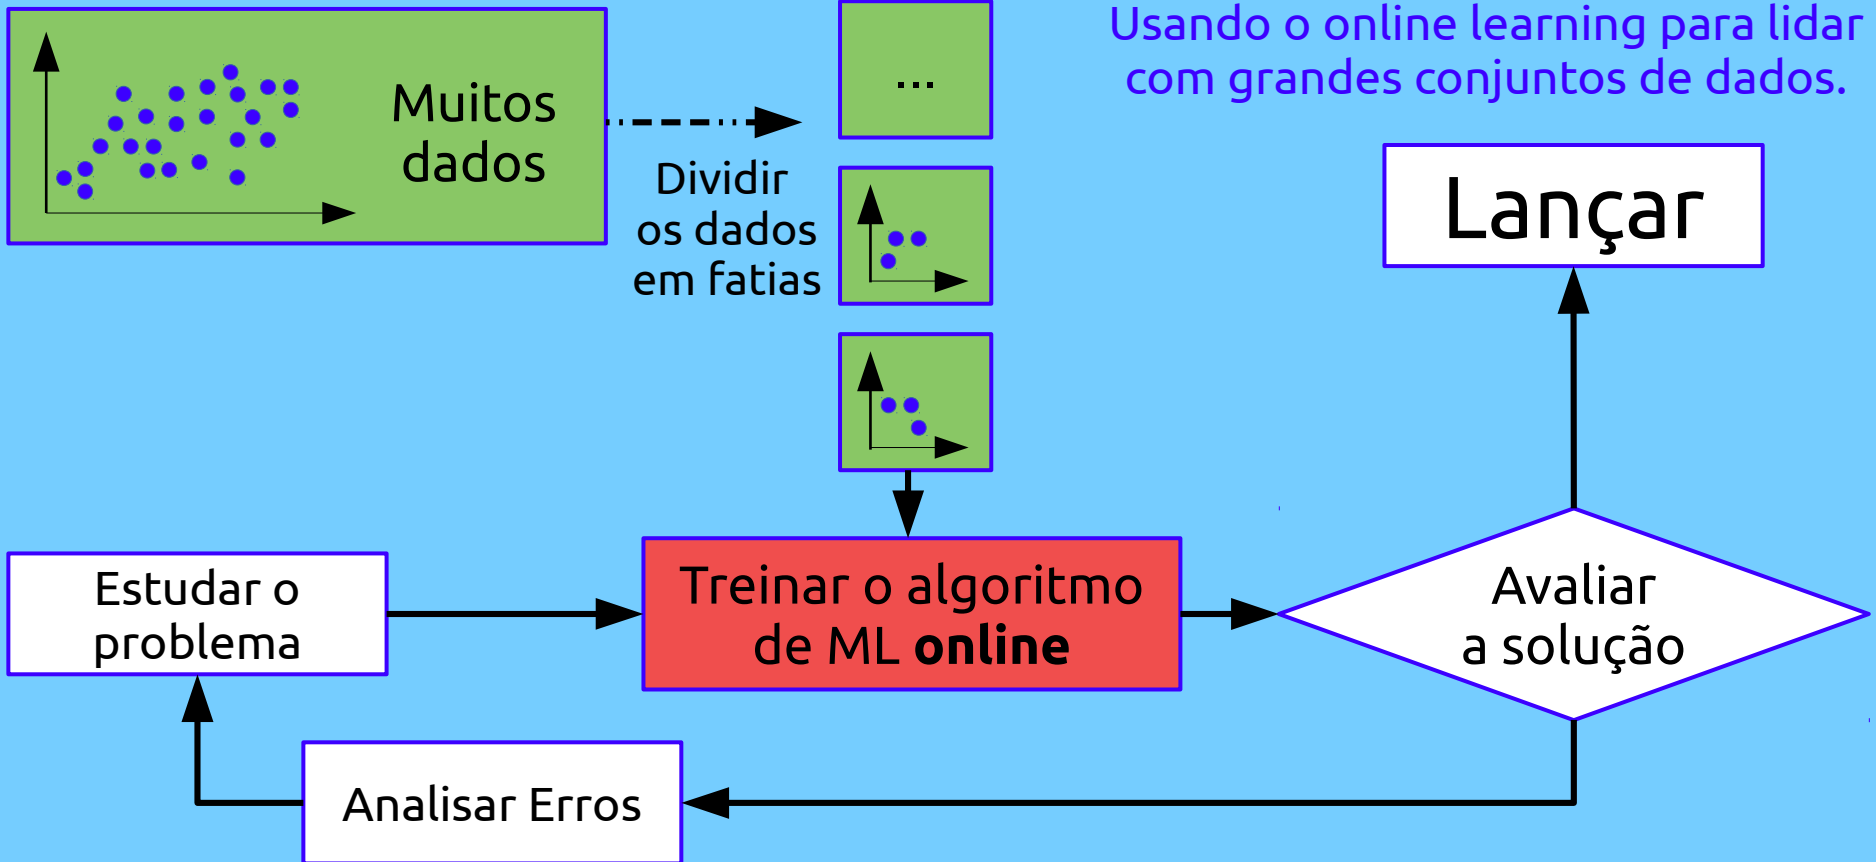 Usando o online learning para lidar
com grandes conjuntos de dados.
Muitos
dados
Dividir
os dados
em fatias
...
Lançar
Estudar o
problema
Treinar o algoritmo
de ML online
Avaliar
a solução
Analisar Erros